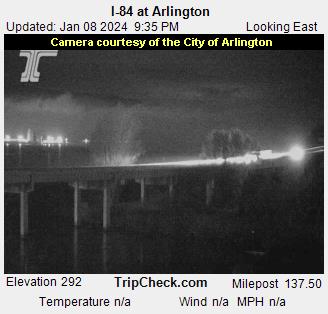 I-84 at Arlington
Updated: Jan 08 2024 9:35 PM Looking East
Camera courtesy of the City of Arlington
Elevation 292 TripCheck.com Milepost 137.50
Temperature n/a Wind n/a MPH n/a